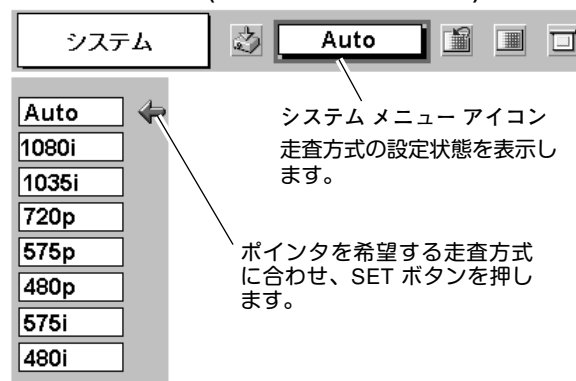 システム
Auto
システム メニュー アイコン
走査方式の設定状態を表示し
ます。
Auto
1080i
1035i
720p
575p
480p
575i
480i
ポインタを希望する走査方式
に合わせ、SET ボタンを押し
ます。